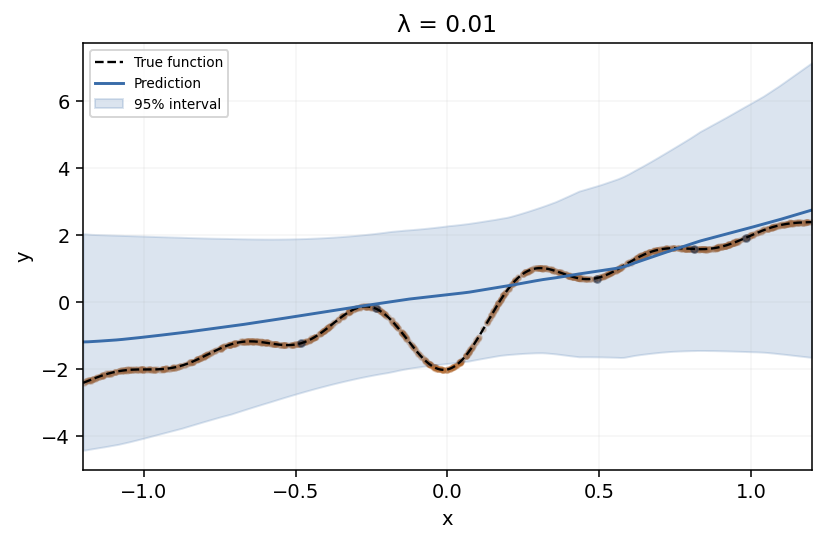 λ = 0.01
True function
Prediction
95% interval
6
4
2
0
−2
−4
y
−1.0 −0.5 0.0 0.5 1.0
x